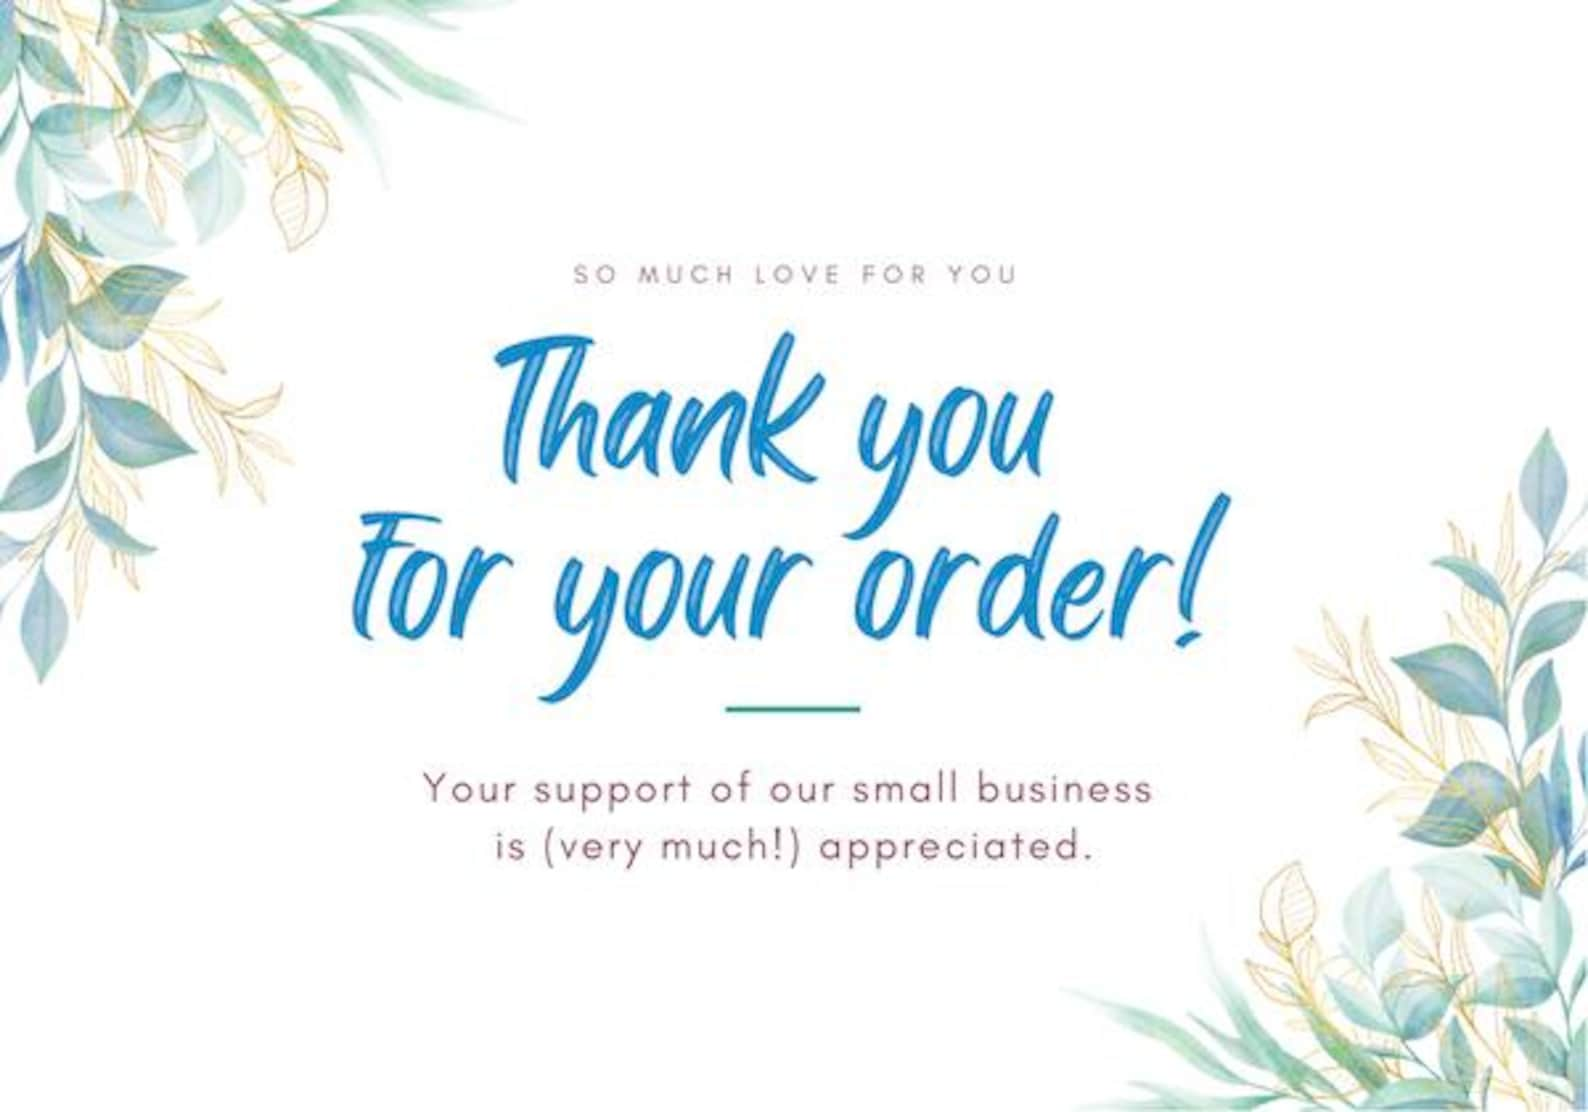 SO MUCH LOVE FOR YOU
Thank you
For your order!
Your support of our small business
is (very much!) appreciated.